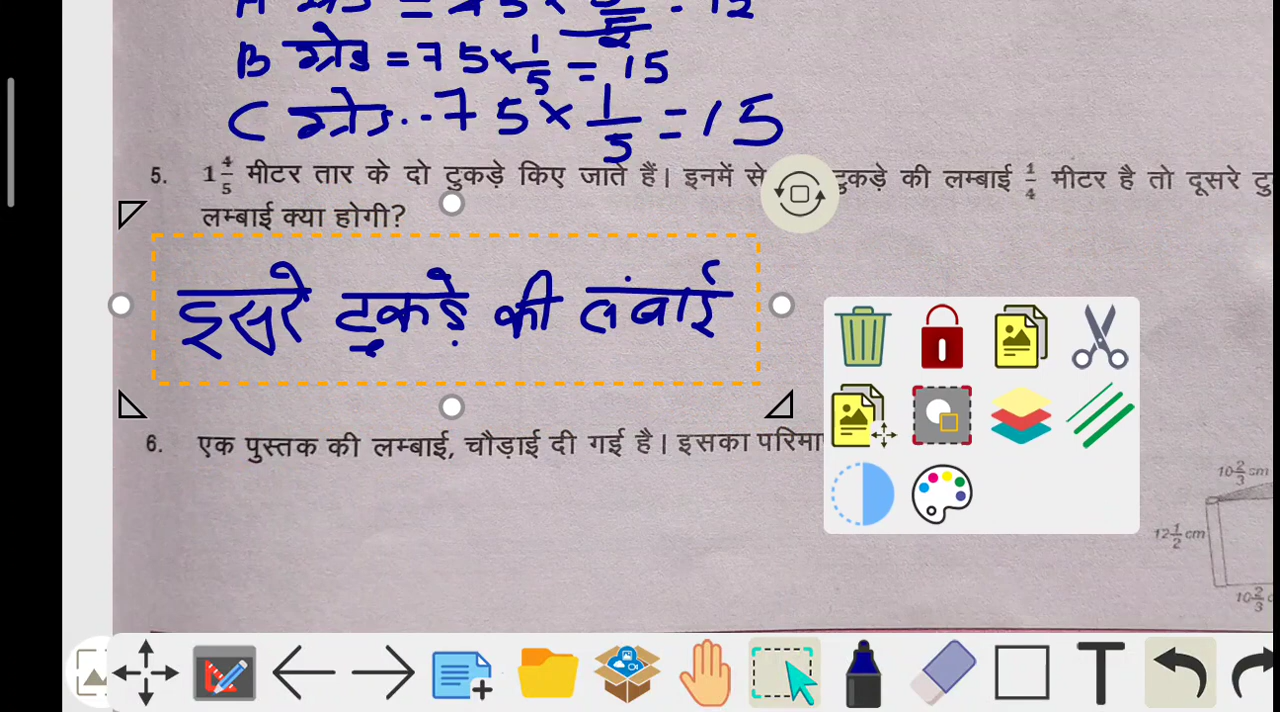 B ग्रेड = 75×1/5 = 15
C ग्रेड..-75×1/5=15
5. 1 4/5 मीटर तार के दो टुकड़े किए जाते हैं। इनमें से टुकड़े की लम्बाई 1/4 मीटर है तो दूसरे टु
लम्बाई क्या होगी?
इसरे टुकड़े की लंबाई
6. एक पुस्तक की लम्बाई, चौड़ाई दी गई है। इसका परिमा
10 2/3 cm
12 1/2 cm
10 2/3 c
T